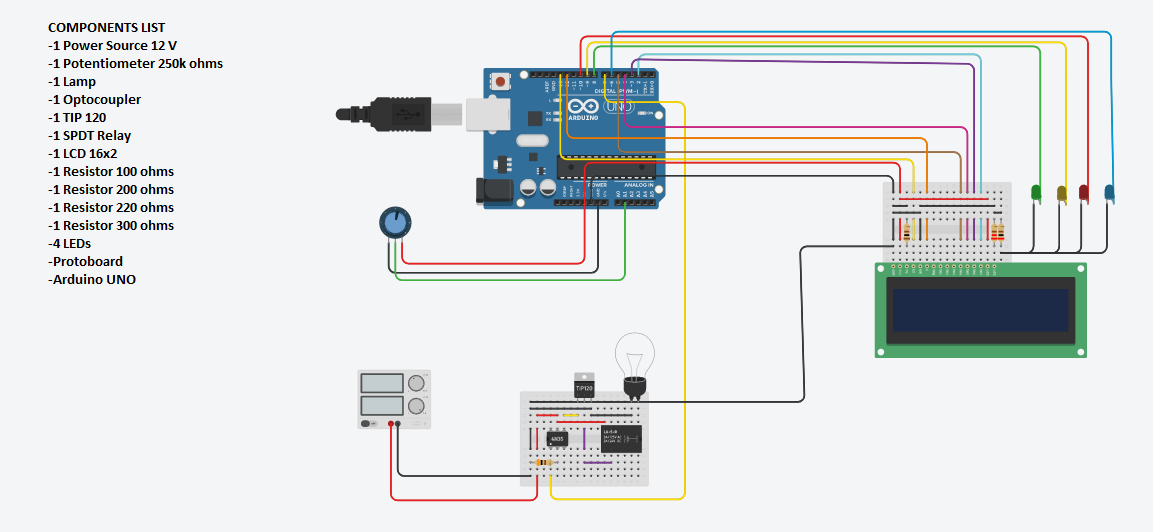 COMPONENTS LIST
-1 Power Source 12 V
-1 Potentiometer 250k ohms
-1 Lamp
-1 Optocoupler
-1 TIP 120
-1 SPDT Relay
-1 LCD 16x2
-1 Resistor 100 ohms
-1 Resistor 200 ohms
-1 Resistor 220 ohms
-1 Resistor 300 ohms
-4 LEDs
-Protoboard
-Arduino UNO
DIGITAL (PWM~)
UNO
ARDUINO
POWER
ANALOG IN
TIP120
4N35